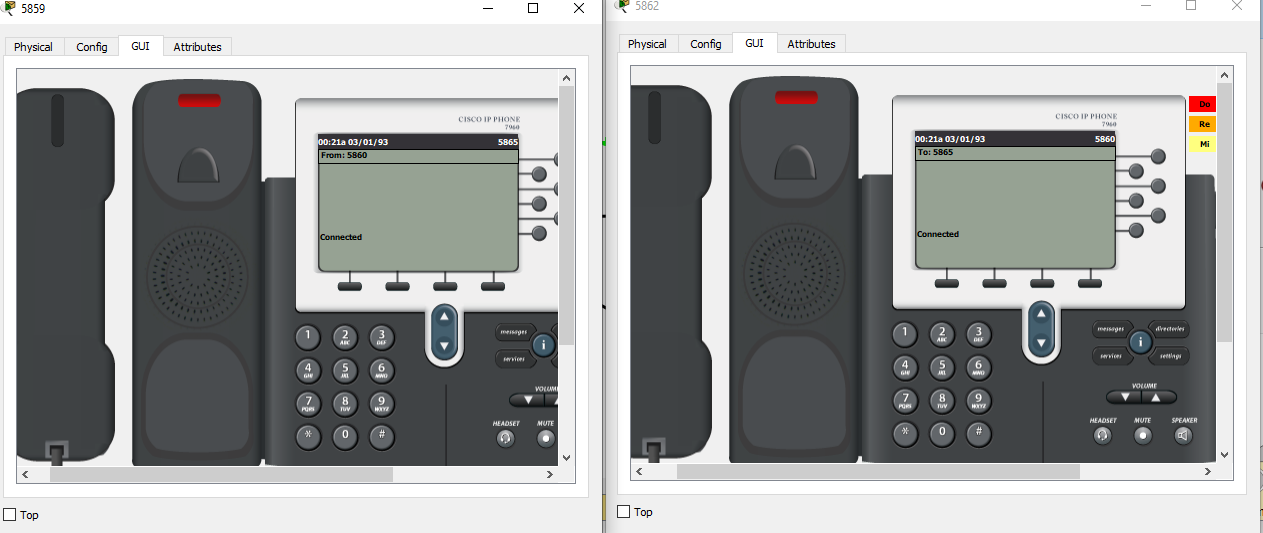 5859
Physical Config GUI Attributes
CISCO IP PHONE
7960
00:21a 03/01/93 5865
From: 5860
Connected
1 2 ABC 3 DEF
4 GHI 5 JKL 6 MNO
7 PQRS 8 TUV 9 WXYZ
* 0 #
messages
i
services
VOLUME
HEADSET MUTE
Top
5862
Physical Config GUI Attributes
CISCO IP PHONE
7960
00:21a 03/01/93 5860
To: 5865
Connected
Do
Re
Mi
1 2 ABC 3 DEF
4 GHI 5 JKL 6 MNO
7 PQRS 8 TUV 9 WXYZ
* 0 #
messages directories
i
services settings
VOLUME
HEADSET MUTE SPEAKER
Top